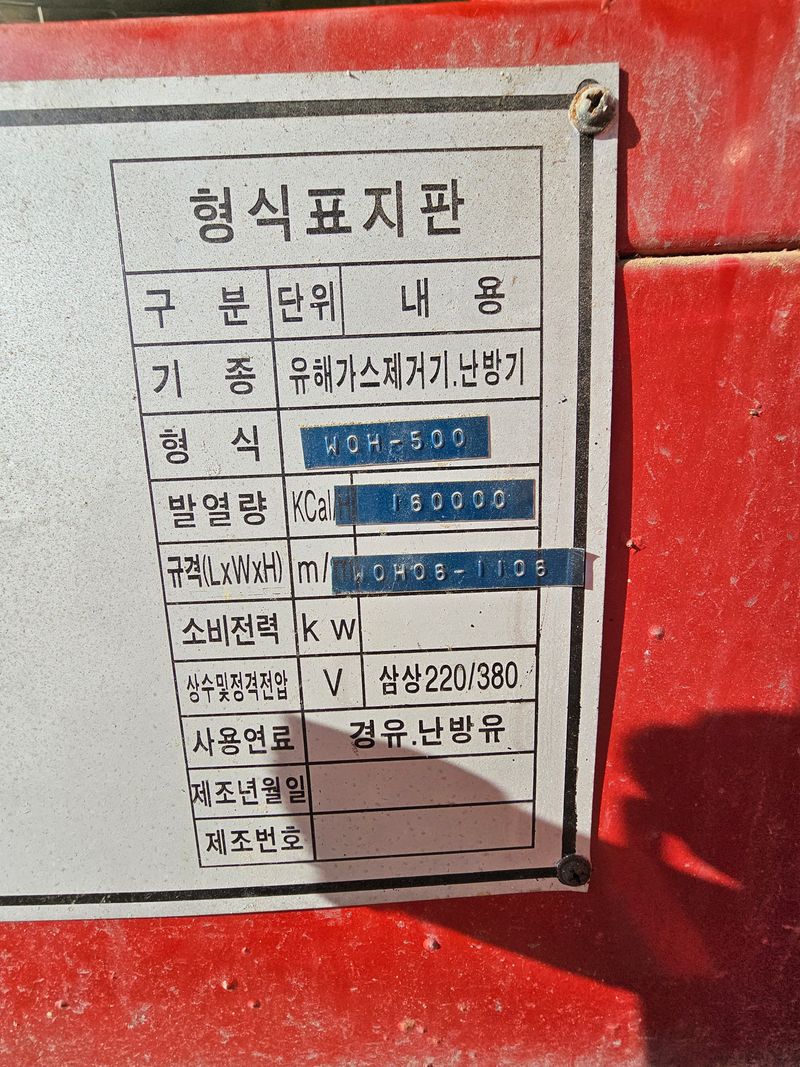 형식표지판
구 분 단위 내 용
기 종 유해가스제거기.난방기
형 식 WOH-500
발열량 KCal/H 160000
규격(LxWxH) m/m WOH06-1106
소비전력 kw
상수및정격전압 V 삼상220/380
사용연료 경유.난방유
제조년월일
제조번호